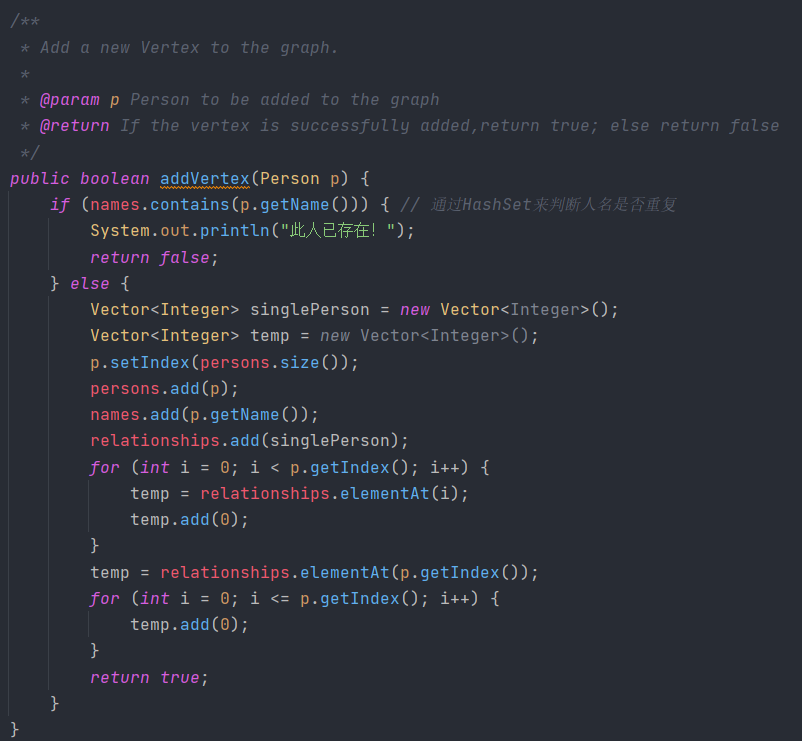 /**
 * Add a new Vertex to the graph.
 *
 * @param p Person to be added to the graph
 * @return If the vertex is successfully added,return true; else return false
 */
public boolean addVertex(Person p) {
    if (names.contains(p.getName())) { // 通过HashSet来判断人名是否重复
        System.out.println("此人已存在！");
        return false;
    } else {
        Vector<Integer> singlePerson = new Vector<Integer>();
        Vector<Integer> temp = new Vector<Integer>();
        p.setIndex(persons.size());
        persons.add(p);
        names.add(p.getName());
        relationships.add(singlePerson);
        for (int i = 0; i < p.getIndex(); i++) {
            temp = relationships.elementAt(i);
            temp.add(0);
        }
        temp = relationships.elementAt(p.getIndex());
        for (int i = 0; i <= p.getIndex(); i++) {
            temp.add(0);
        }
        return true;
    }
}